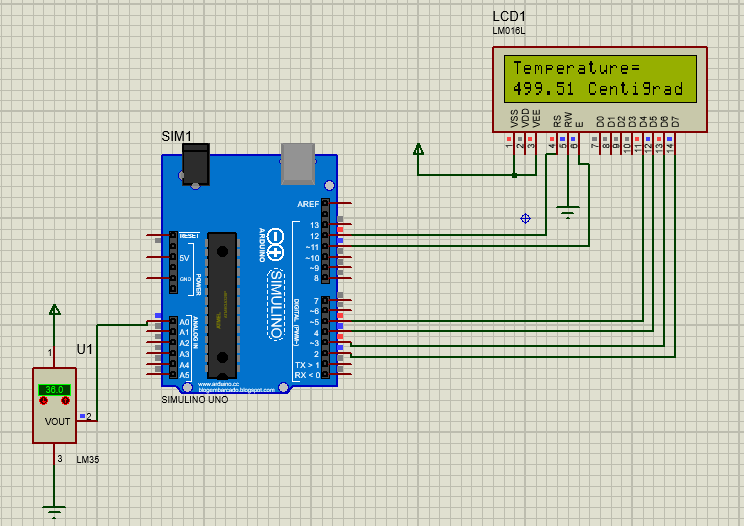 LCD1
LM016L
Temperature=
499.51 CentiGrad
VSS
VDD
VEE
RS
RW
E
D0
D1
D2
D3
D4
D5
D6
D7
1
2
3
4
5
6
7
8
9
10
11
12
13
14
SIM1
AREF
RESET
5V
GND
POWER
13
12
~11
~10
~9
8
ARDUINO
SIMULINO
A0
A1
A2
A3
A4
A5
ANALOG IN
7
~6
~5
4
~3
2
TX > 1
RX < 0
DIGITAL (PWM~)
www.arduino.cc
blogembarcado.blogspot.com
SIMULINO UNO
U1
1
36.0
VOUT
2
3
LM35